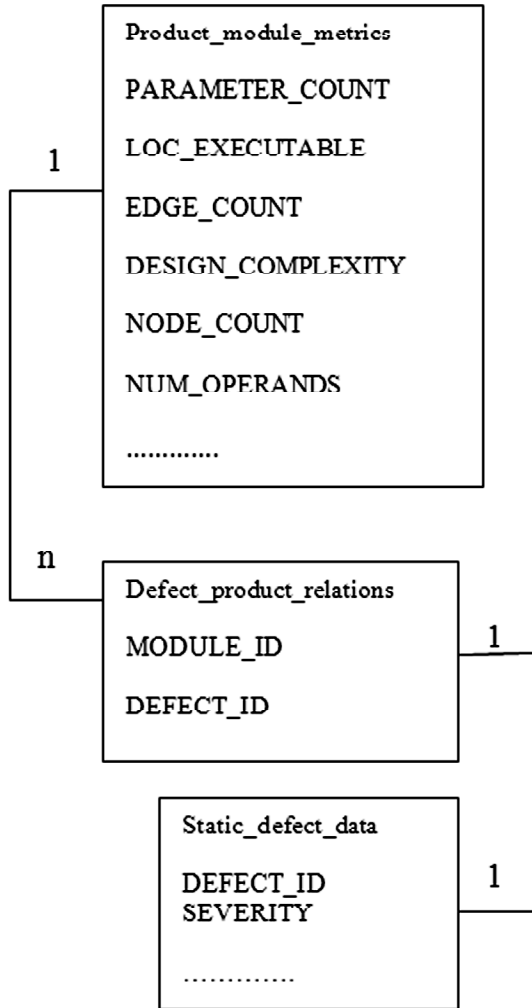 Product_module_metrics
PARAMETER_COUNT
LOC_EXECUTABLE
1
EDGE_COUNT
DESIGN_COMPLEXITY
NODE_COUNT
NUM_OPERANDS
.............
n
Defect_product_relations
MODULE_ID
1
DEFECT_ID
Static_defect_data
DEFECT_ID
1
SEVERITY
.............